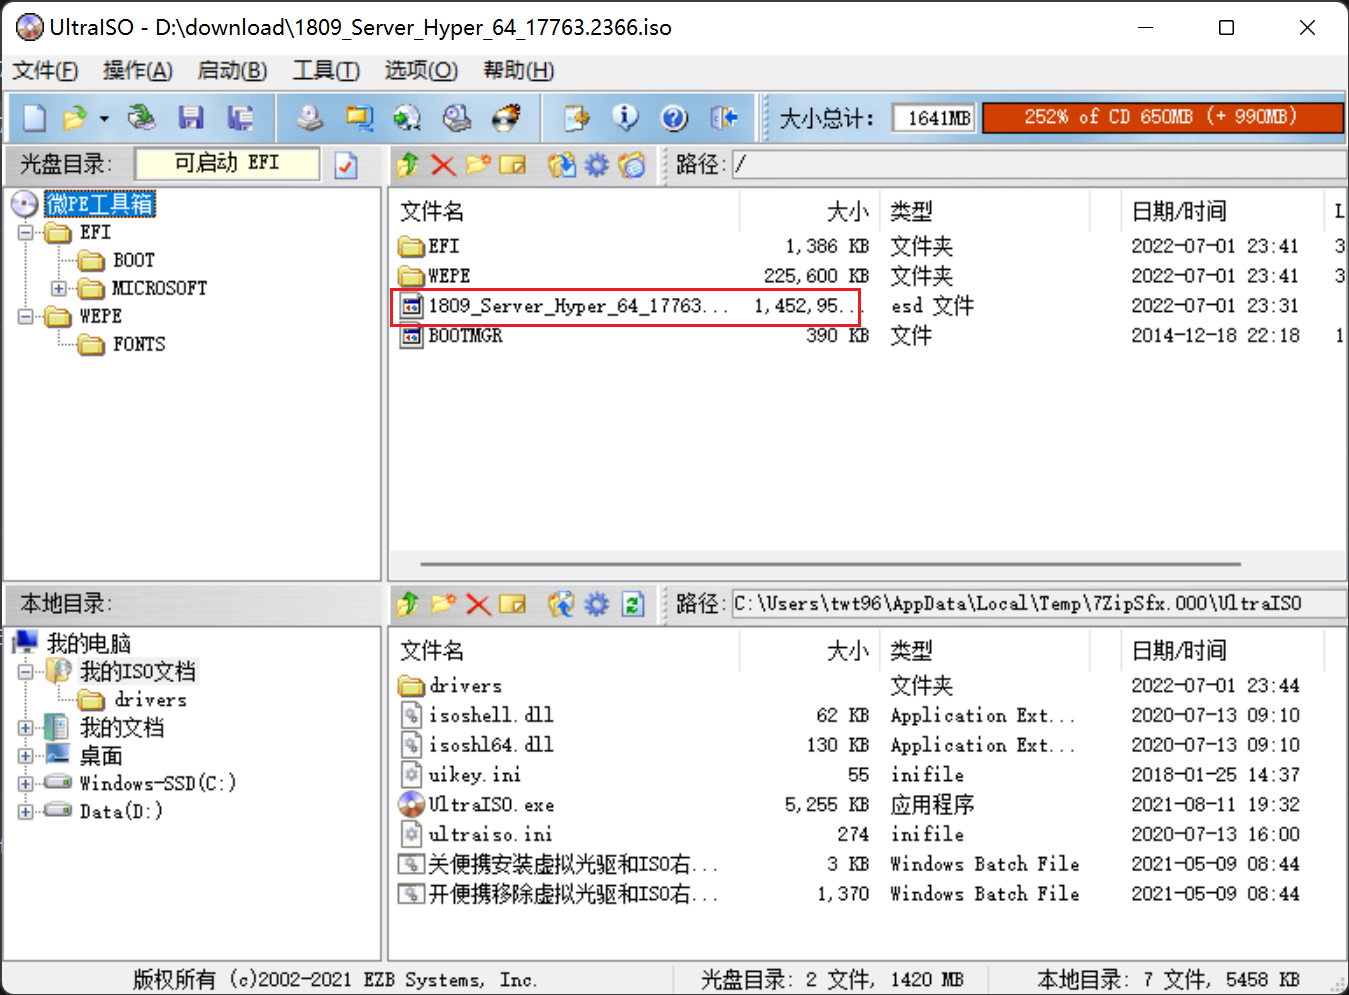 UltraISO - D:\download\1809_Server_Hyper_64_17763.2366.iso
文件(F) 操作(A) 启动(B) 工具(T) 选项(O) 帮助(H)
大小总计: 1641MB 252% of CD 650MB (+ 990MB)
光盘目录: 可启动 EFI 路径: /
微PE工具箱
EFI
BOOT
MICROSOFT
WEPE
FONTS
文件名 大小 类型 日期/时间 L
EFI 1,386 KB 文件夹 2022-07-01 23:41 3
WEPE 225,600 KB 文件夹 2022-07-01 23:41 3
1809_Server_Hyper_64_17763... 1,452,95... esd 文件 2022-07-01 23:31
BOOTMGR 390 KB 文件 2014-12-18 22:18 1
本地目录: 路径: C:\Users\twt96\AppData\Local\Temp\7ZipSfx.000\UltraISO
我的电脑
我的ISO文档
drivers
我的文档
桌面
Windows-SSD(C:)
Data(D:)
文件名 大小 类型 日期/时间
drivers 文件夹 2022-07-01 23:44
isoshell.dll 62 KB Application Ext... 2020-07-13 09:10
isoshl64.dll 130 KB Application Ext... 2020-07-13 09:10
uikey.ini 55 inifile 2018-01-25 14:37
UltraISO.exe 5,255 KB 应用程序 2021-08-11 19:32
ultraiso.ini 274 inifile 2020-07-13 16:00
关便携安装虚拟光驱和ISO右... 3 KB Windows Batch File 2021-05-09 08:44
开便携移除虚拟光驱和ISO右... 1,370 Windows Batch File 2021-05-09 08:44
版权所有 (c)2002-2021 EZB Systems, Inc. 光盘目录: 2 文件, 1420 MB 本地目录: 7 文件, 5458 KB